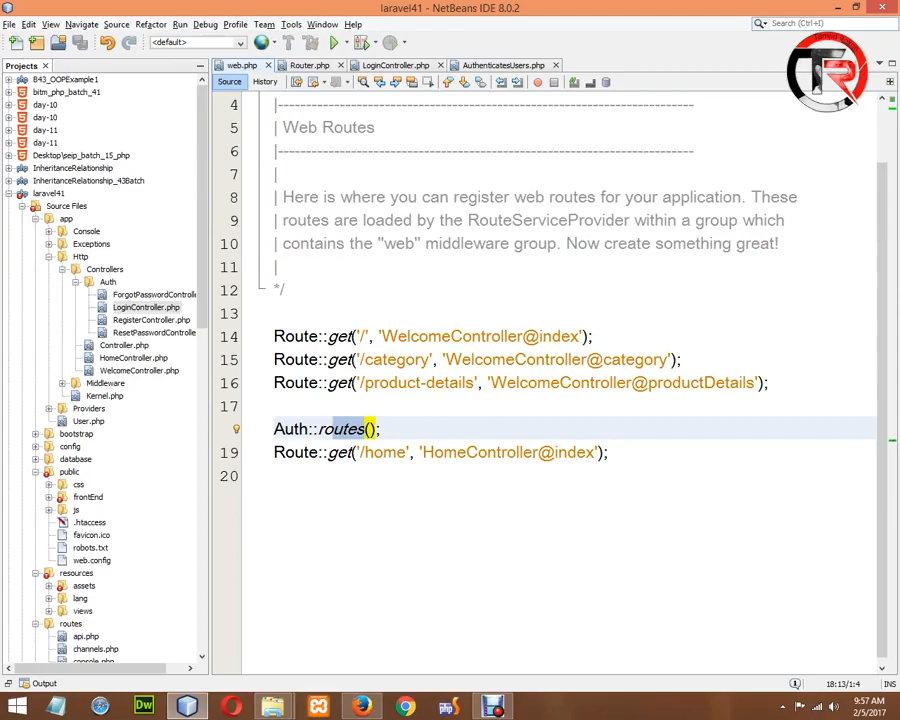 laravel41 - NetBeans IDE 8.0.2
File Edit View Navigate Source Refactor Run Debug Profile Team Tools Window Help
Search (Ctrl+I)
<default>
Projects
web.php Router.php LoginController.php AuthenticatesUsers.php
Source History
B43_OOPExample1
bitm_php_batch_41
day-10
day-10
day-11
day-11
Desktop\seip_batch_15_php
InheritanceRelationship
InheritanceRelationship_43Batch
laravel41
Source Files
app
Console
Exceptions
Http
Controllers
Auth
ForgotPasswordControlle
LoginController.php
RegisterController.php
ResetPasswordControlle
Controller.php
HomeController.php
WelcomeController.php
Middleware
Kernel.php
Providers
User.php
bootstrap
config
database
public
css
frontEnd
js
.htaccess
favicon.ico
robots.txt
web.config
resources
assets
lang
views
routes
api.php
channels.php
console.php
4 |--------------------------------------------------------------------------
5 | Web Routes
6 |--------------------------------------------------------------------------
7 |
8 | Here is where you can register web routes for your application. These
9 | routes are loaded by the RouteServiceProvider within a group which
10 | contains the "web" middleware group. Now create something great!
11 |
12 */
13
14 Route::get('/', 'WelcomeController@index');
15 Route::get('/category', 'WelcomeController@category');
16 Route::get('/product-details', 'WelcomeController@productDetails');
17
Auth::routes();
19 Route::get('/home', 'HomeController@index');
20
Output
18:13/1:4
Dw
9:57 AM
2/5/2017